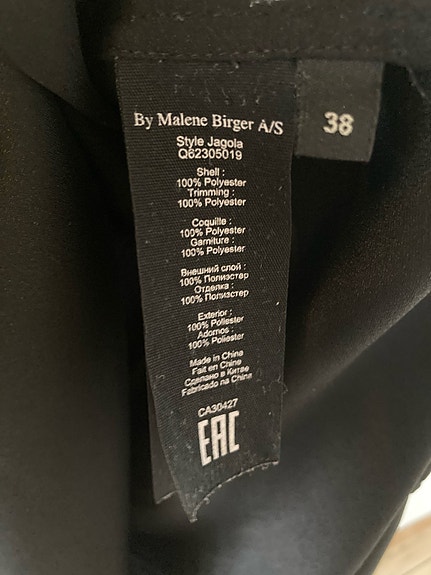 By Malene Birger A/S
38
Style Jagola
Q62305019
Shell :
100% Polyester
Trimming :
100% Polyester
Coquille :
100% Polyester
Garniture :
100% Polyester
Внешний слой :
100% Полиэстер
Отделка :
100% Полиэстер
Exterior :
100% Poliester
Adornos :
100% Poliester
Made in China
Fait en Chine
Сделано в Китае
Fabricado na China
CA30427
EAC